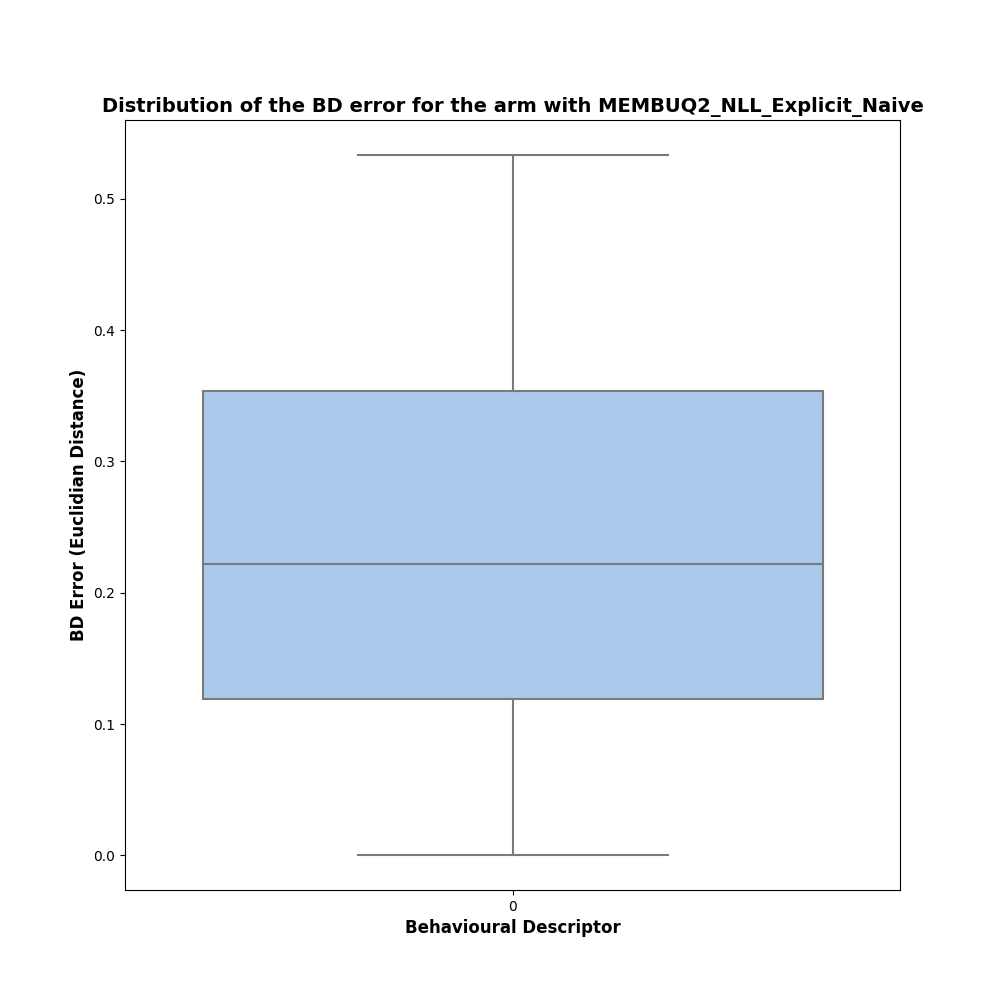 Distribution of the BD error for the arm with MEMBUQ2_NLL_Explicit_Naive
0.5
0.4
0.3
0.2
0.1
0.0
BD Error (Euclidian Distance)
0
Behavioural Descriptor